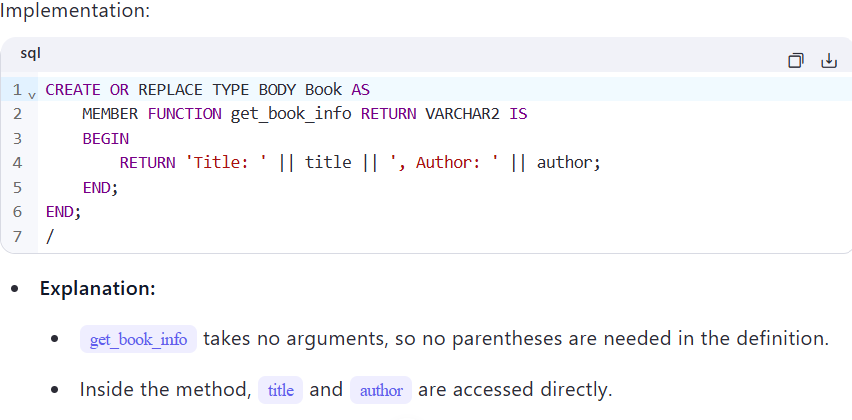 Implementation:
sql
1 CREATE OR REPLACE TYPE BODY Book AS
2     MEMBER FUNCTION get_book_info RETURN VARCHAR2 IS
3     BEGIN
4         RETURN 'Title: ' || title || ', Author: ' || author;
5     END;
6 END;
7 /
• Explanation:
• get_book_info takes no arguments, so no parentheses are needed in the definition.
• Inside the method, title and author are accessed directly.